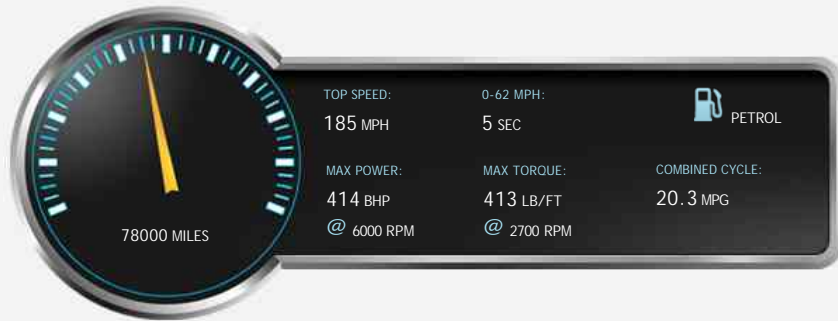 TOP SPEED:
185 MPH
0-62 MPH:
5 SEC
PETROL
MAX POWER:
414 BHP
@ 6000 RPM
MAX TORQUE:
413 LB/FT
@ 2700 RPM
COMBINED CYCLE:
20.3 MPG
78000 MILES